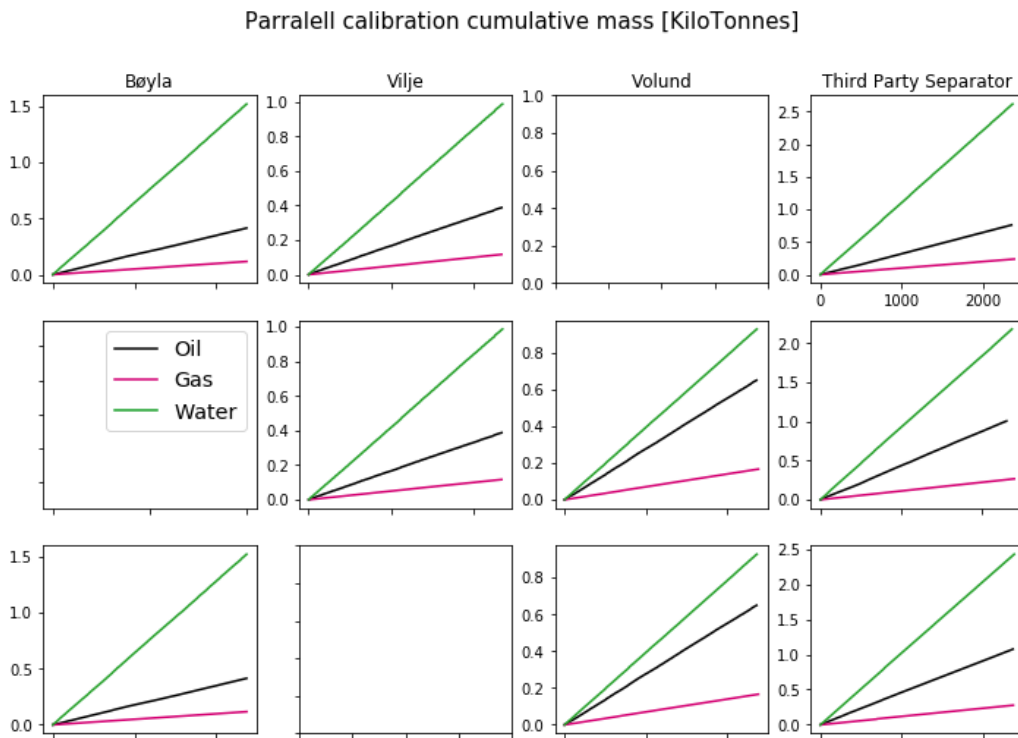 Parralell calibration cumulative mass [KiloTonnes]
Bøyla Vilje Volund Third Party Separator
1.5 1.0 1.0 2.5
0.8 0.8 2.0
1.0 0.6 0.6 1.5
0.4 0.4 1.0
0.5 0.2 0.2 0.5
0.0 0.0 0.0 0.0
0 1000 2000
Oil
Gas
Water
1.0 0.8 2.0
0.8 0.6 1.5
0.6 0.4 1.0
0.4 0.2 0.5
0.2 0.0 0.0
0.0
1.5 0.8 2.5
1.0 0.6 2.0
0.5 0.4 1.5
0.0 0.2 1.0
0.0 0.5
0.0